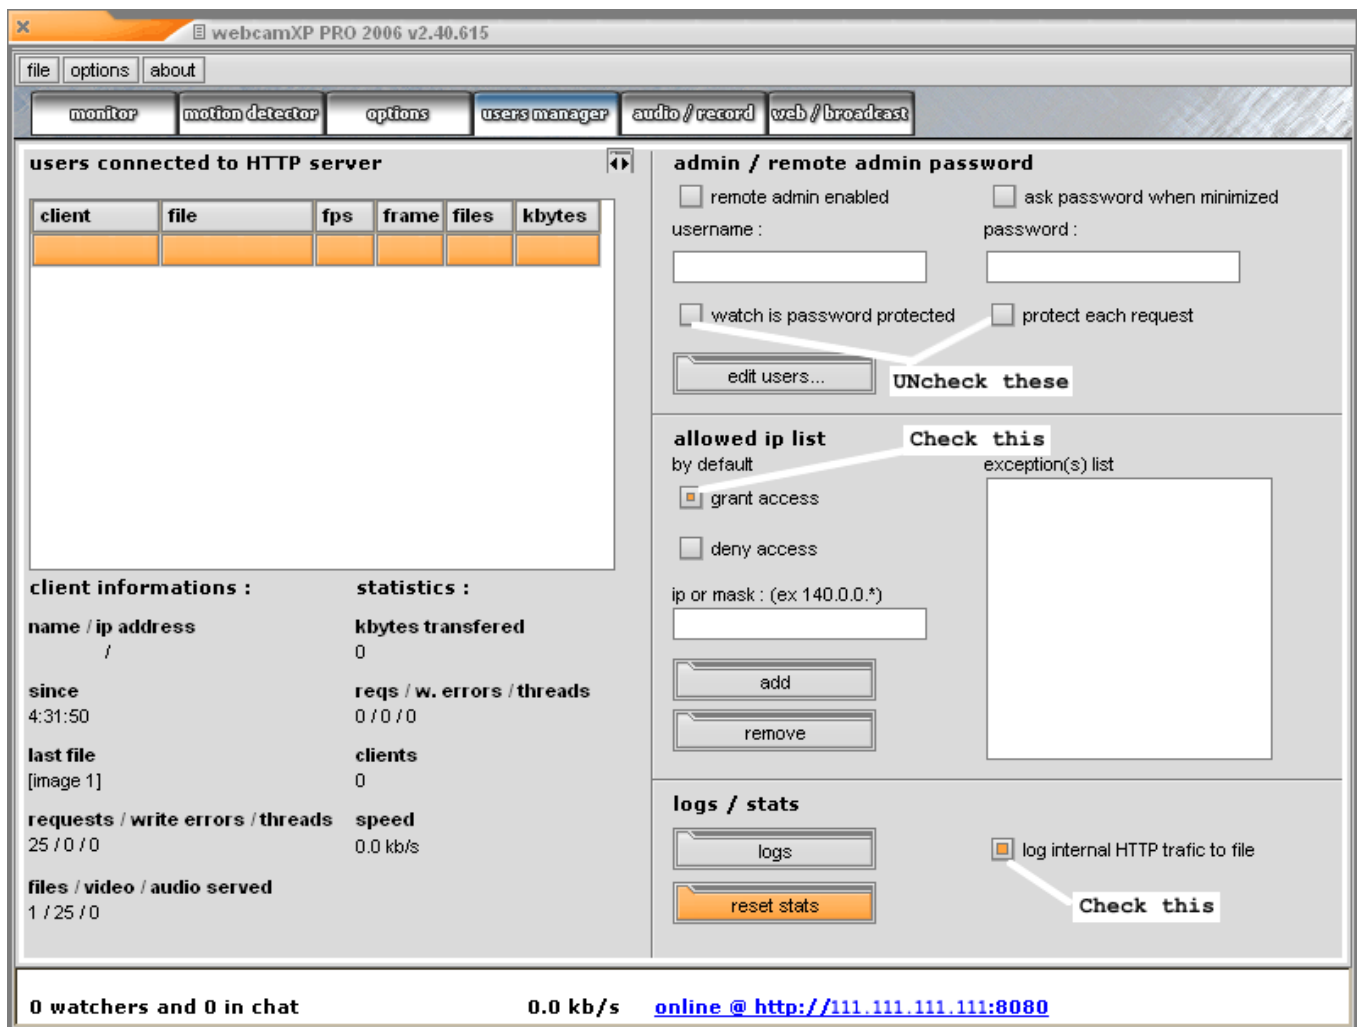 webcamXP PRO 2006 v2.40.615
file options about
monitor motion detector options users manager audio / record web / broadcast
users connected to HTTP server
client file fps frame files kbytes
client informations :
name / ip address
/
since
4:31:50
last file
[image 1]
requests / write errors / threads
25 / 0 / 0
files / video / audio served
1 / 25 / 0
statistics :
kbytes transfered
0
reqs / w. errors / threads
0 / 0 / 0
clients
0
speed
0.0 kb/s
admin / remote admin password
remote admin enabled ask password when minimized
username : password :
watch is password protected protect each request
edit users...
UNcheck these
allowed ip list
Check this
by default exception(s) list
grant access
deny access
ip or mask : (ex 140.0.0.*)
add
remove
logs / stats
logs log internal HTTP trafic to file
reset stats
Check this
0 watchers and 0 in chat 0.0 kb/s online @ http://111.111.111.111:8080